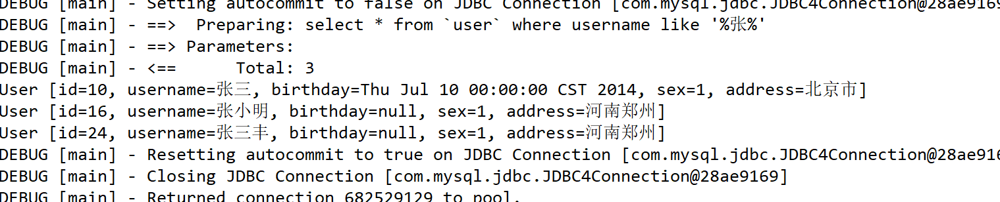 DEBUG [main] - Setting autocommit to false on JDBC Connection [com.mysql.jdbc.JDBC4Connection@28ae9169
DEBUG [main] - ==>  Preparing: select * from `user` where username like '%张%'
DEBUG [main] - ==> Parameters:
DEBUG [main] - <==      Total: 3
User [id=10, username=张三, birthday=Thu Jul 10 00:00:00 CST 2014, sex=1, address=北京市]
User [id=16, username=张小明, birthday=null, sex=1, address=河南郑州]
User [id=24, username=张三丰, birthday=null, sex=1, address=河南郑州]
DEBUG [main] - Resetting autocommit to true on JDBC Connection [com.mysql.jdbc.JDBC4Connection@28ae916
DEBUG [main] - Closing JDBC Connection [com.mysql.jdbc.JDBC4Connection@28ae9169]
DEBUG [main] - Returned connection 682529129 to pool.